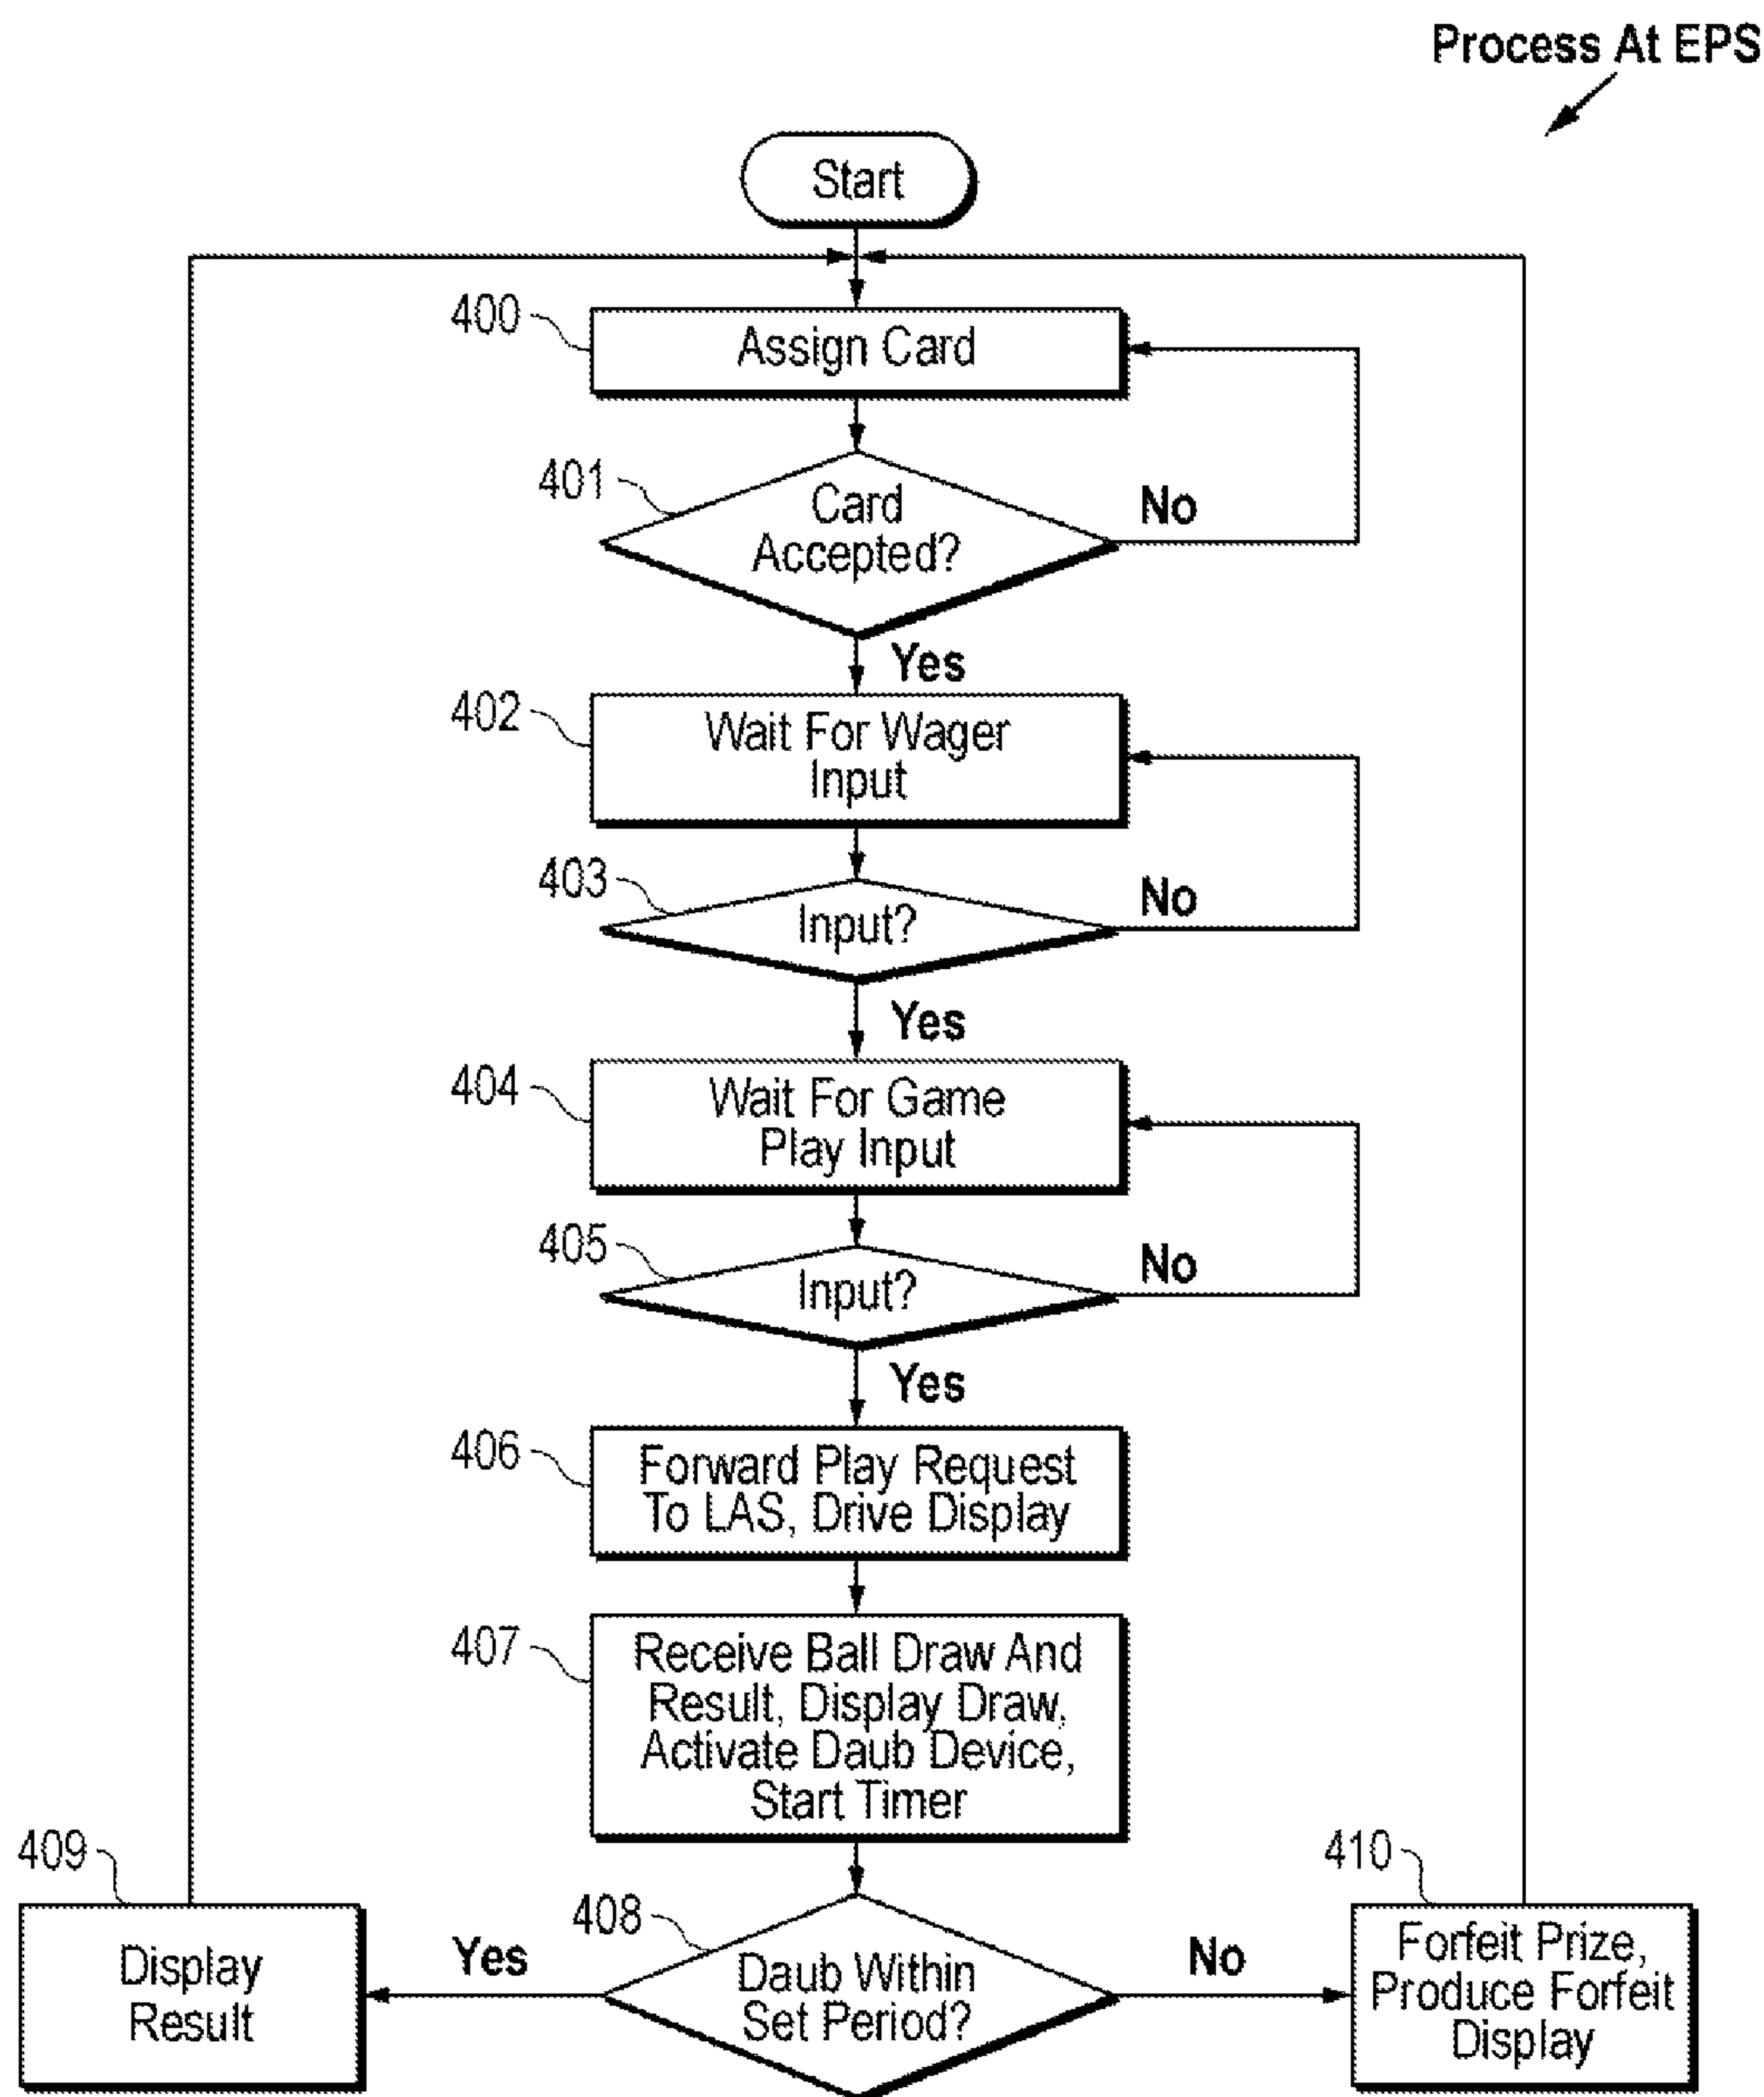 Process At EPS
Start
400
Assign Card
401
Card
Accepted?
No
Yes
402
Wait For Wager
Input
403
Input?
No
Yes
404
Wait For Game
Play Input
405
Input?
No
Yes
406
Forward Play Request
To LAS, Drive Display
407
Receive Ball Draw And
Result, Display Draw,
Activate Daub Device,
Start Timer
408
Daub Within
Set Period?
Yes
No
409
Display
Result
410
Forfeit Prize,
Produce Forfeit
Display